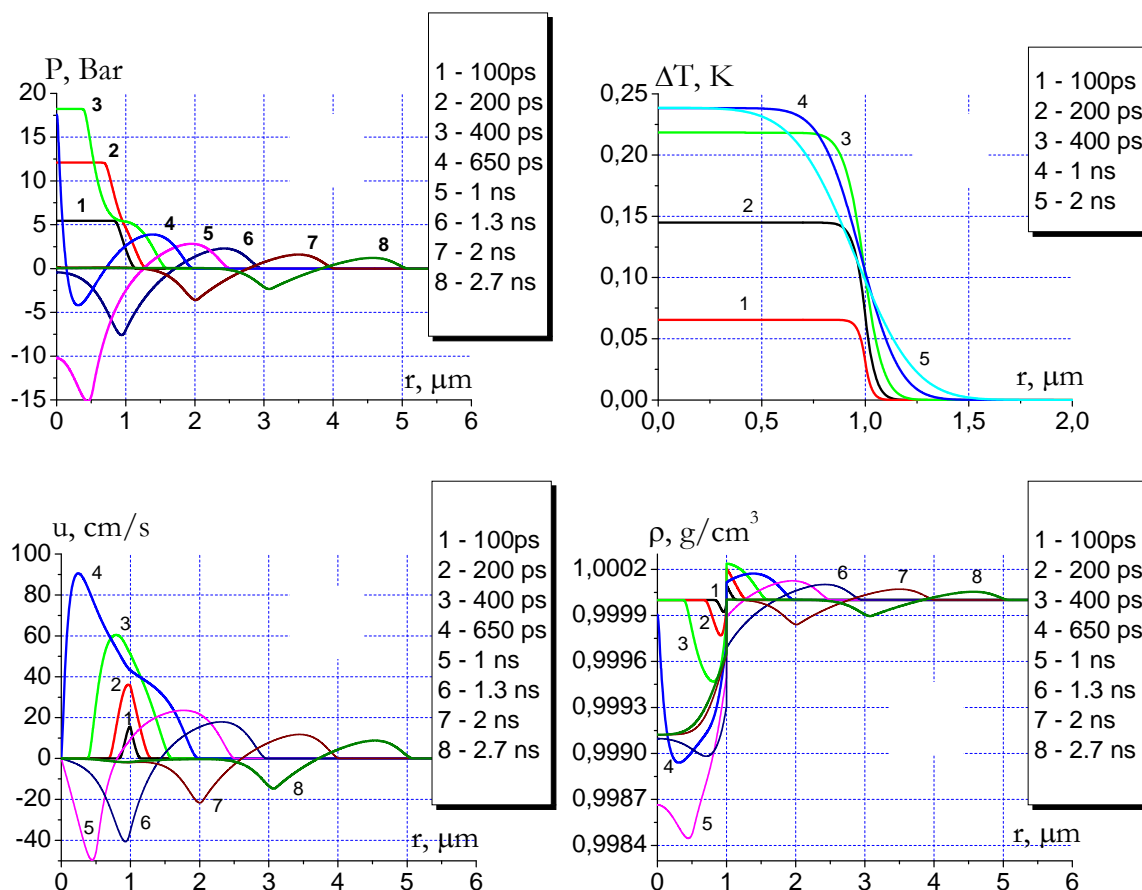 P, Bar
20
15
10
5
0
-5
-10
-15
0 1 2 3 4 5 6
r, μm
1 2 3 4 5 6 7 8
1 - 100ps
2 - 200 ps
3 - 400 ps
4 - 650 ps
5 - 1 ns
6 - 1.3 ns
7 - 2 ns
8 - 2.7 ns
ΔT, K
0,25
0,20
0,15
0,10
0,05
0,00
0,0 0,5 1,0 1,5 2,0
r, μm
1 2 3 4 5
1 - 100ps
2 - 200 ps
3 - 400 ps
4 - 1 ns
5 - 2 ns
u, cm/s
100
80
60
40
20
0
-20
-40
0 1 2 3 4 5 6
r, μm
1 2 3 4 5 6 7 8
1 - 100ps
2 - 200 ps
3 - 400 ps
4 - 650 ps
5 - 1 ns
6 - 1.3 ns
7 - 2 ns
8 - 2.7 ns
ρ, g/cm³
1,0002
0,9999
0,9996
0,9993
0,9990
0,9987
0,9984
0 1 2 3 4 5 6
r, μm
1 2 3 4 5 6 7 8
1 - 100ps
2 - 200 ps
3 - 400 ps
4 - 650 ps
5 - 1 ns
6 - 1.3 ns
7 - 2 ns
8 - 2.7 ns